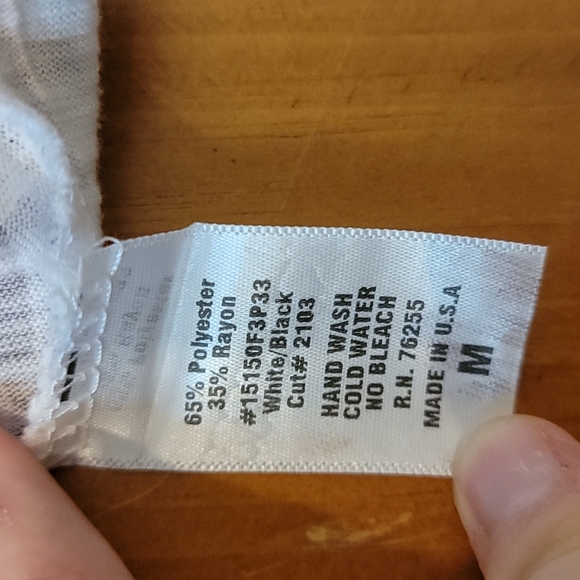 65% Polyester
35% Rayon
#15150F3P33
White/Black
Cut# 2103
HAND WASH
COLD WATER
NO BLEACH
R.N. 76255
MADE IN U.S.A
M